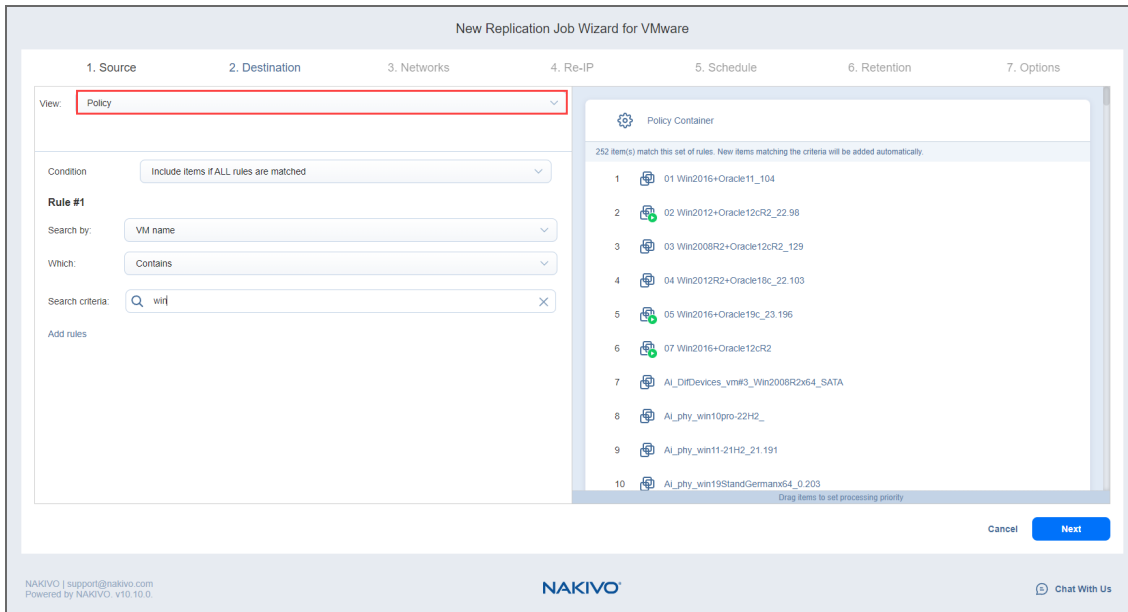 New Replication Job Wizard for VMware
1. Source
2. Destination
3. Networks
4. Re-IP
5. Schedule
6. Retention
7. Options
View:
Policy
Condition
Include items if ALL rules are matched
Rule #1
Search by:
VM name
Which:
Contains
Search criteria:
win
Add rules
Policy Container
252 item(s) match this set of rules. New items matching the criteria will be added automatically.
1 01 Win2016+Oracle11_104
2 02 Win2012+Oracle12cR2_22.98
3 03 Win2008R2+Oracle12cR2_129
4 04 Win2012R2+Oracle18c_22.103
5 05 Win2016+Oracle19c_23.196
6 07 Win2016+Oracle12cR2
7 Ai_DifDevices_vm#3_Win2008R2x64_SATA
8 Ai_phy_win10pro-22H2_
9 Ai_phy_win11-21H2_21.191
10 Ai_phy_win19StandGermanx64_0.203
Drag items to set processing priority
Cancel
Next
NAKIVO | support@nakivo.com
Powered by NAKIVO. v10.10.0.
NAKIVO®
Chat With Us